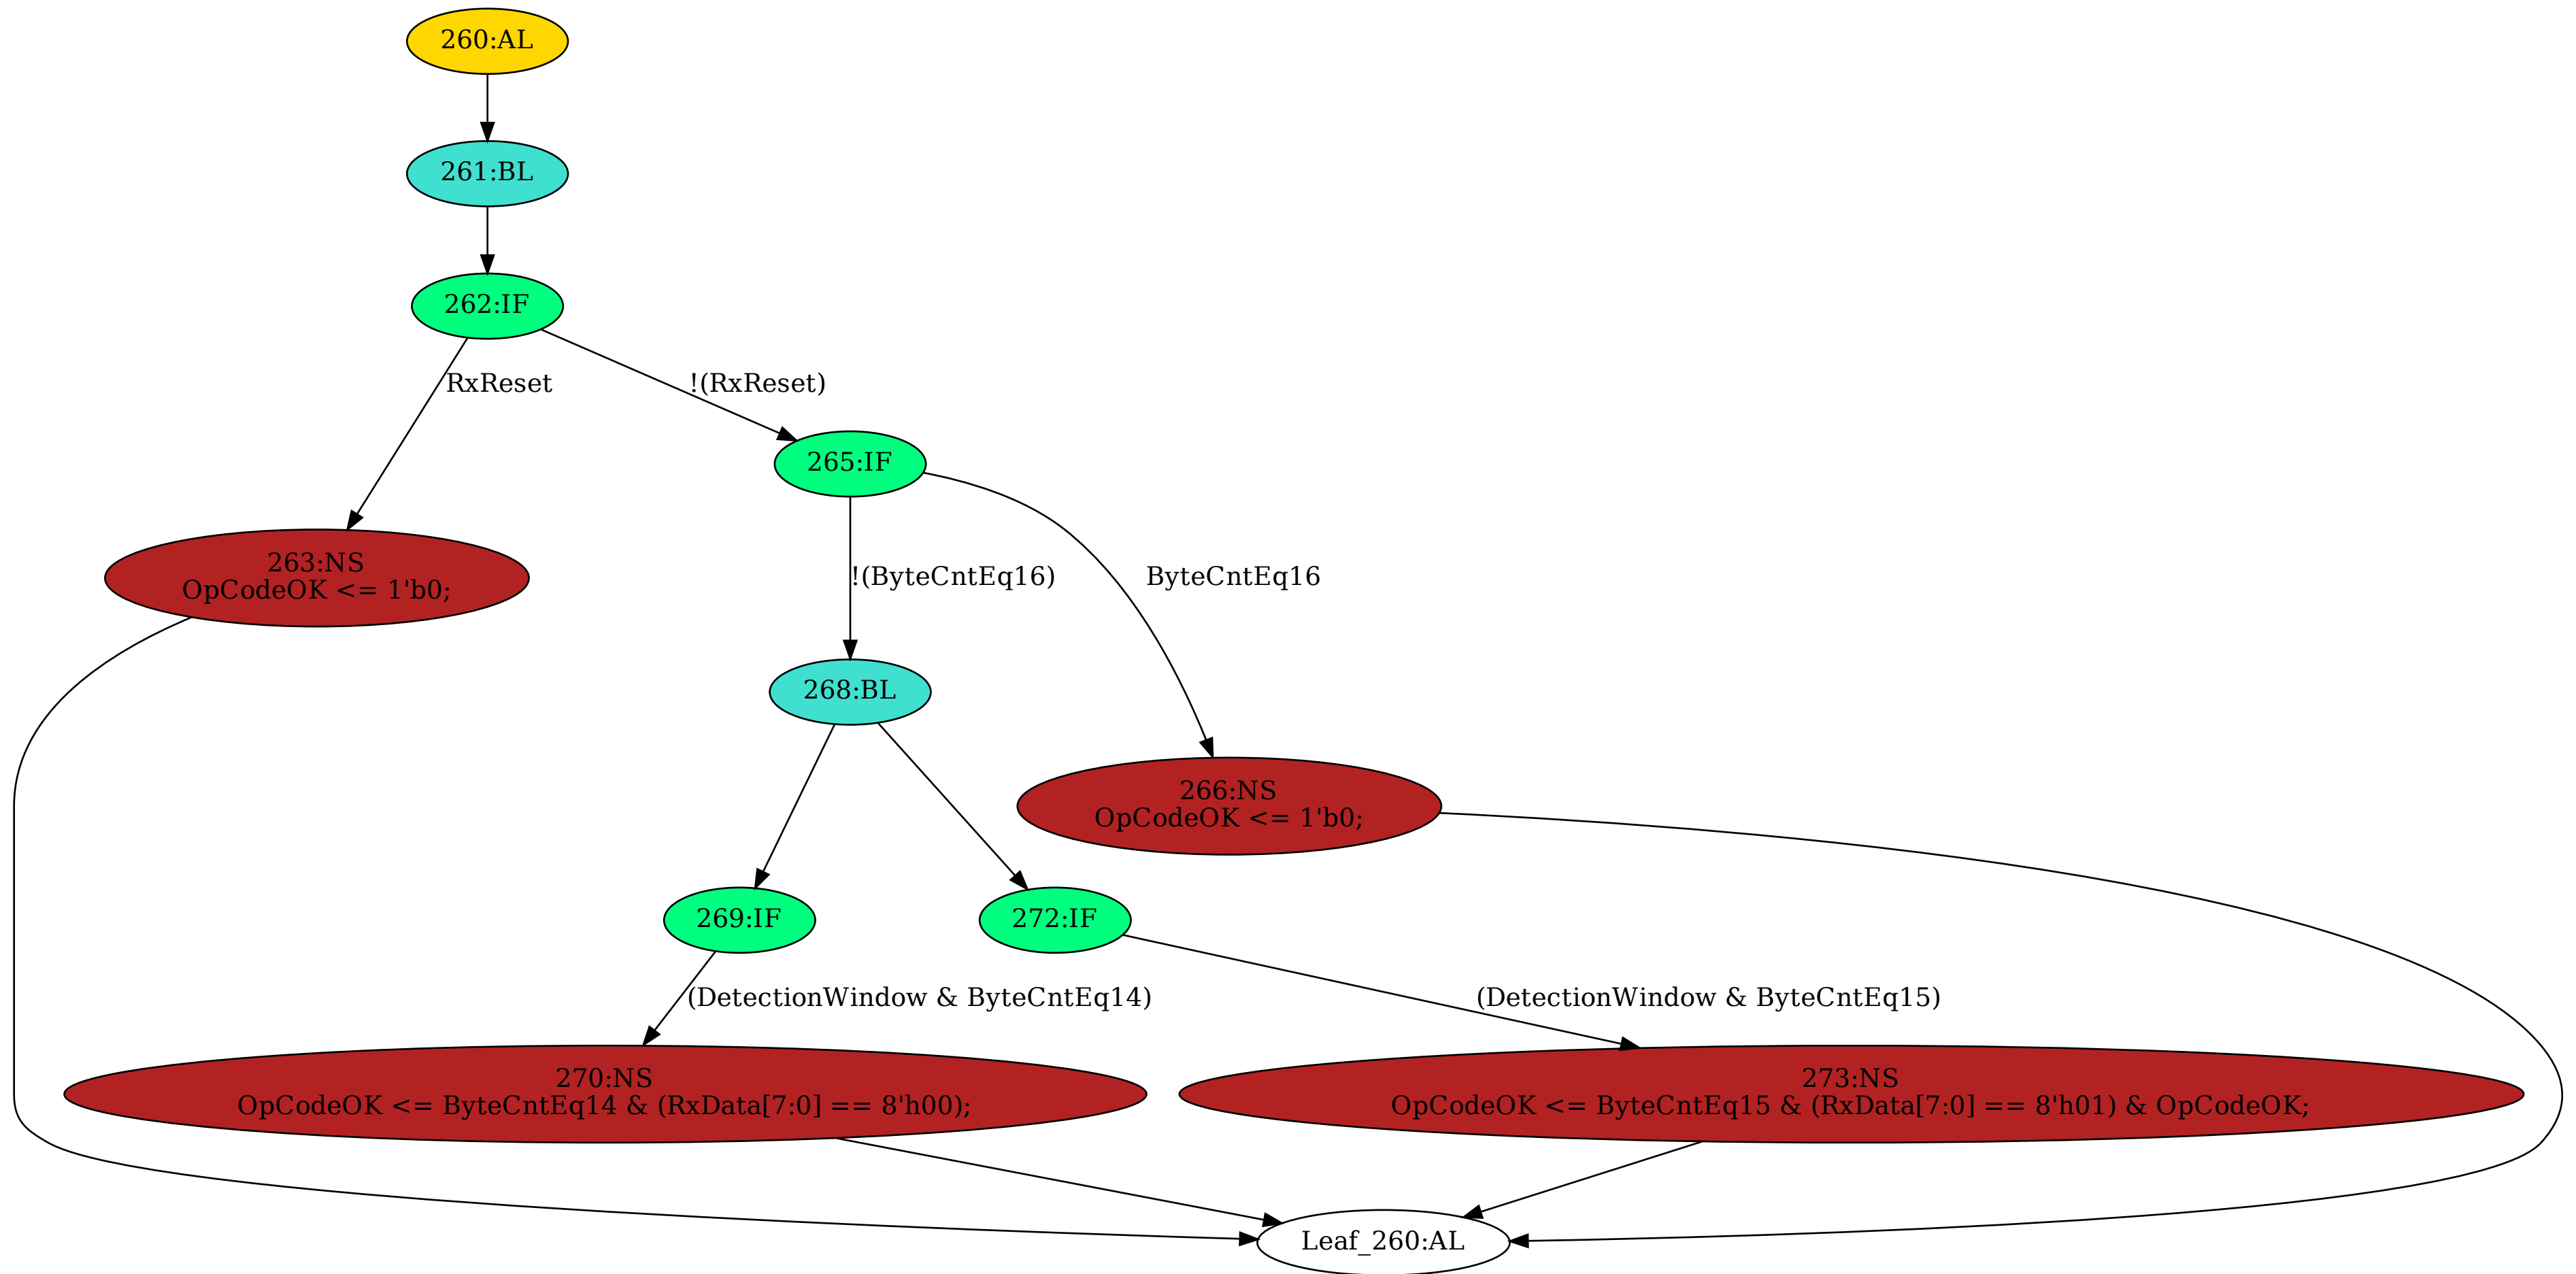 260:AL
261:BL
262:IF
RxReset
!(RxReset)
265:IF
263:NS
OpCodeOK <= 1'b0;
!(ByteCntEq16)
ByteCntEq16
268:BL
266:NS
OpCodeOK <= 1'b0;
269:IF
272:IF
(DetectionWindow & ByteCntEq14)
(DetectionWindow & ByteCntEq15)
270:NS
OpCodeOK <= ByteCntEq14 & (RxData[7:0] == 8'h00);
273:NS
OpCodeOK <= ByteCntEq15 & (RxData[7:0] == 8'h01) & OpCodeOK;
Leaf_260:AL